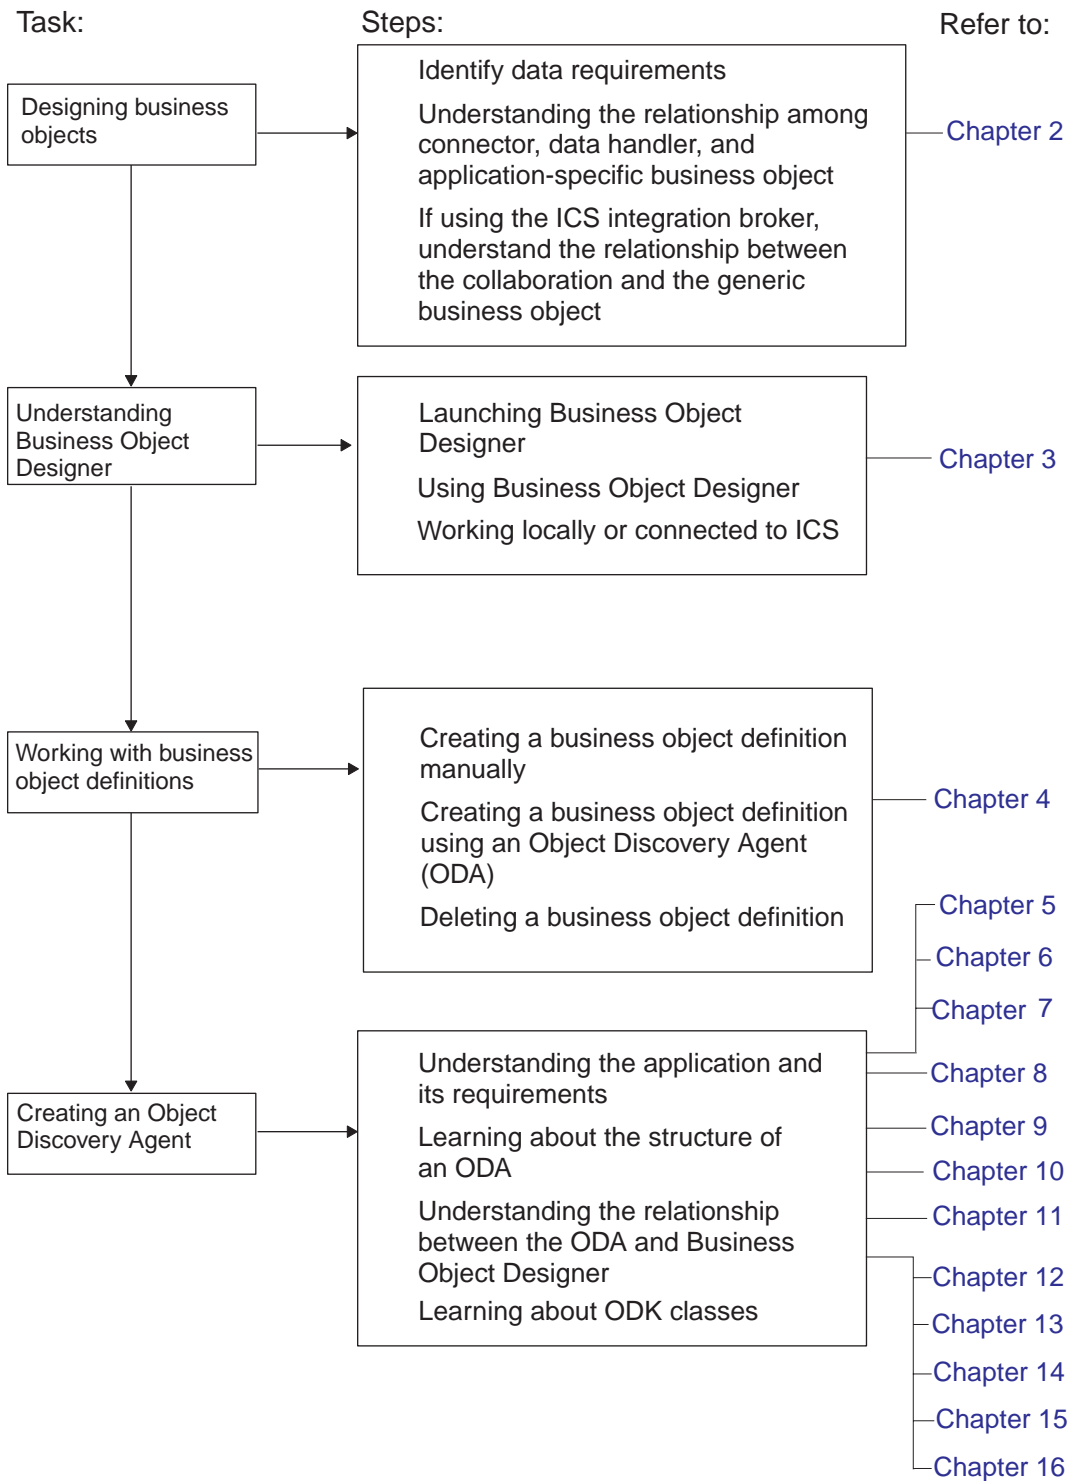 Task:
Steps:
Refer to:
Designing business
objects
Identify data requirements
Understanding the relationship among
connector, data handler, and
application-specific business object
If using the ICS integration broker,
understand the relationship between
the collaboration and the generic
business object
Chapter 2
Understanding
Business Object
Designer
Launching Business Object
Designer
Using Business Object Designer
Working locally or connected to ICS
Chapter 3
Working with business
object definitions
Creating a business object definition
manually
Creating a business object definition
using an Object Discovery Agent
(ODA)
Deleting a business object definition
Chapter 4
Creating an Object
Discovery Agent
Understanding the application and
its requirements
Learning about the structure of
an ODA
Understanding the relationship
between the ODA and Business
Object Designer
Learning about ODK classes
Chapter 5
Chapter 6
Chapter 7
Chapter 8
Chapter 9
Chapter 10
Chapter 11
Chapter 12
Chapter 13
Chapter 14
Chapter 15
Chapter 16